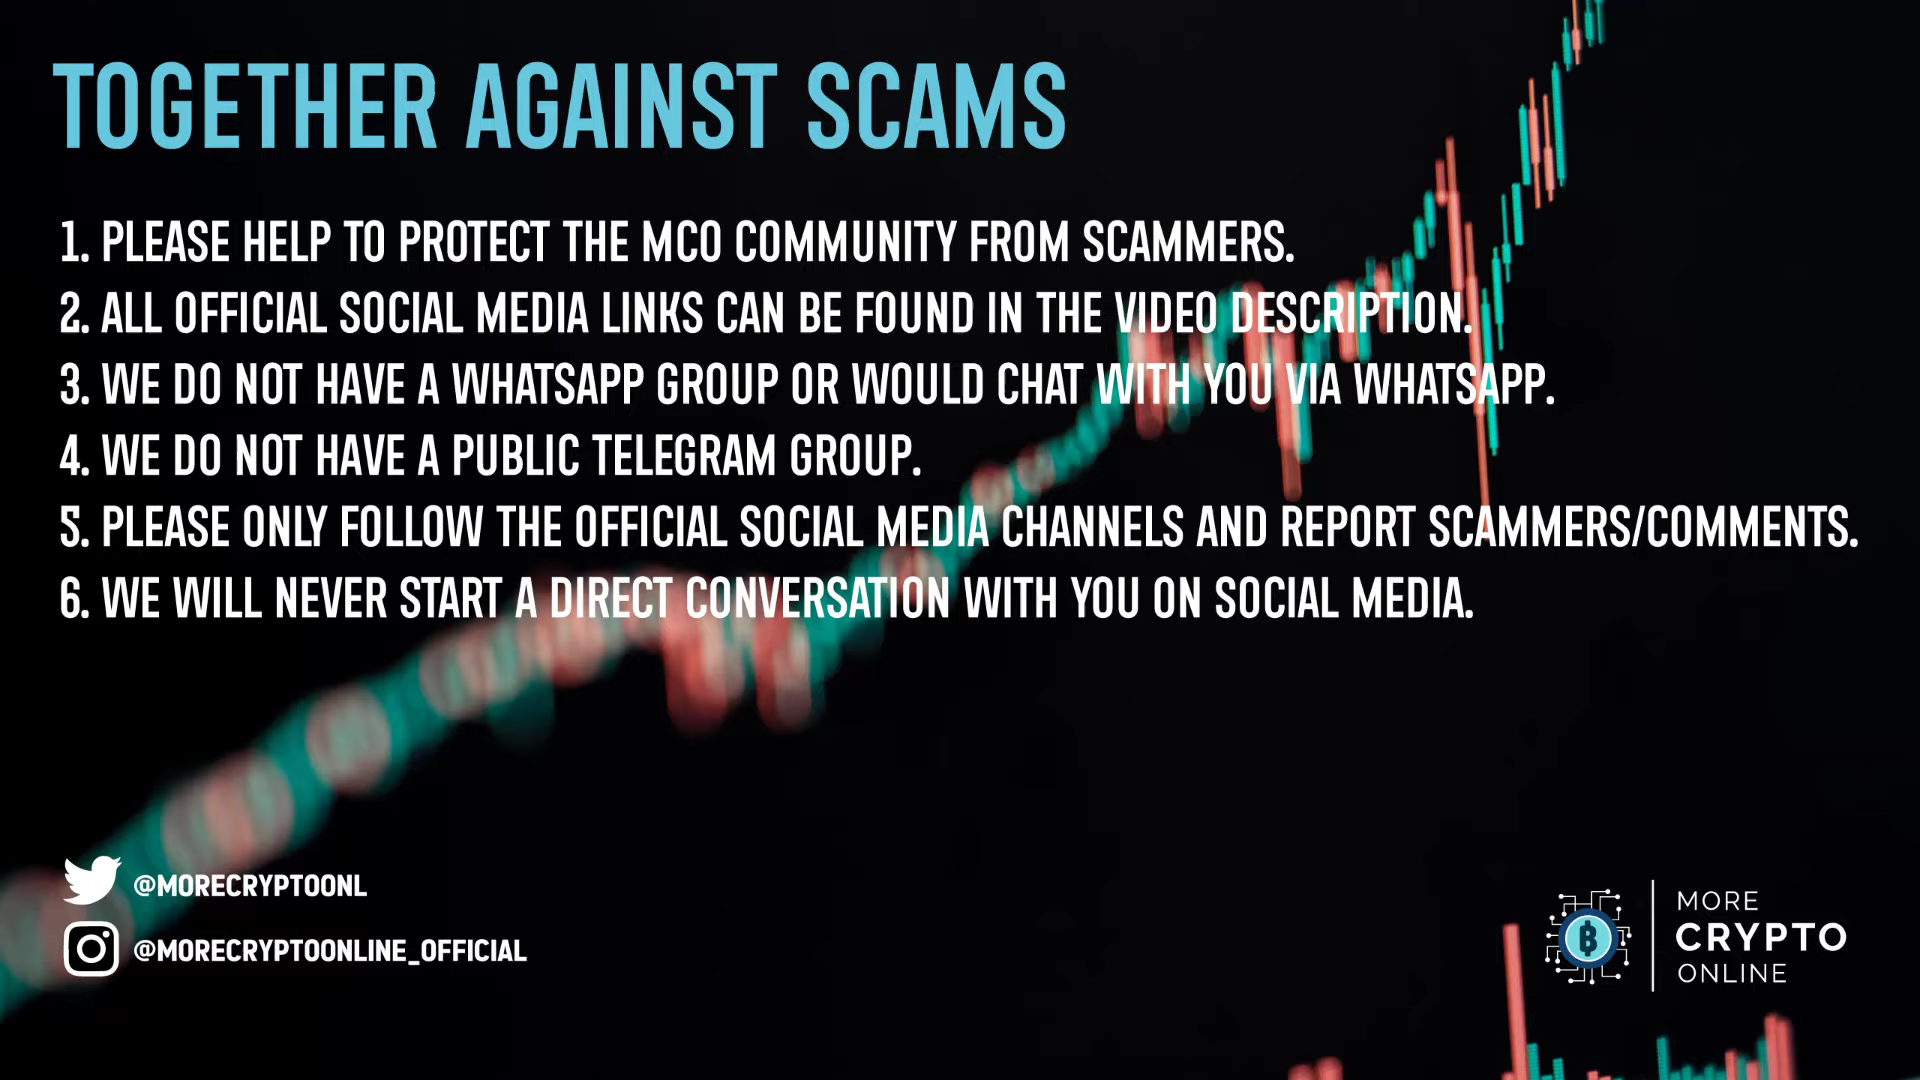 TOGETHER AGAINST SCAMS
1. PLEASE HELP TO PROTECT THE MCO COMMUNITY FROM SCAMMERS.
2. ALL OFFICIAL SOCIAL MEDIA LINKS CAN BE FOUND IN THE VIDEO DESCRIPTION.
3. WE DO NOT HAVE A WHATSAPP GROUP OR WOULD CHAT WITH YOU VIA WHATSAPP.
4. WE DO NOT HAVE A PUBLIC TELEGRAM GROUP.
5. PLEASE ONLY FOLLOW THE OFFICIAL SOCIAL MEDIA CHANNELS AND REPORT SCAMMERS/COMMENTS.
6. WE WILL NEVER START A DIRECT CONVERSATION WITH YOU ON SOCIAL MEDIA.
@MORECRYPTOONL
@MORECRYPTOONLINE_OFFICIAL
MORE
CRYPTO
ONLINE